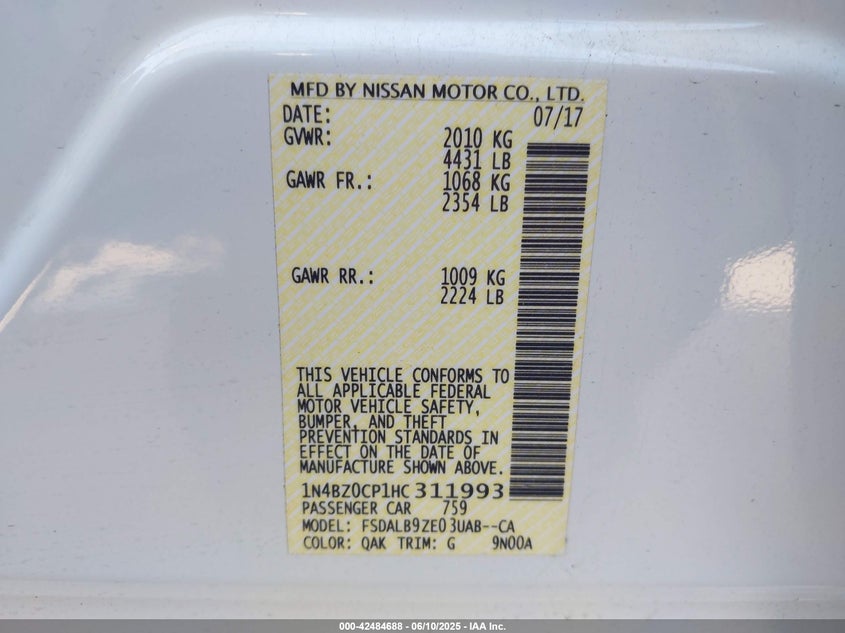 MFD BY NISSAN MOTOR CO., LTD.
DATE: 07/17
GVWR: 2010 KG
4431 LB
GAWR FR.: 1068 KG
2354 LB
GAWR RR.: 1009 KG
2224 LB
THIS VEHICLE CONFORMS TO
ALL APPLICABLE FEDERAL
MOTOR VEHICLE SAFETY,
BUMPER, AND THEFT
PREVENTION STANDARDS IN
EFFECT ON THE DATE OF
MANUFACTURE SHOWN ABOVE.
1N4BZ0CP1HC311993
PASSENGER CAR 759
MODEL: FSDALB9ZE03UAB--CA
COLOR: QAK TRIM: G 9N00A
000-42484688 - 06/10/2025 - IAA Inc.